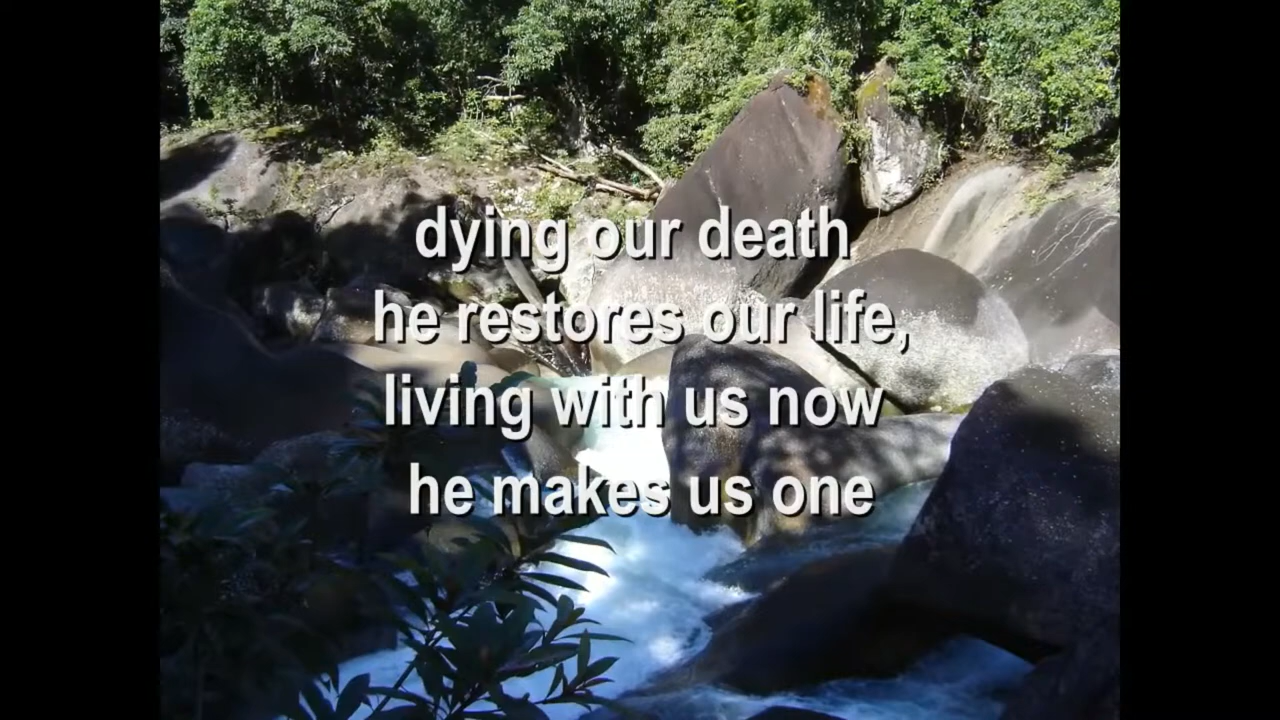 dying our death
he restores our life,
living with us now
he makes us one